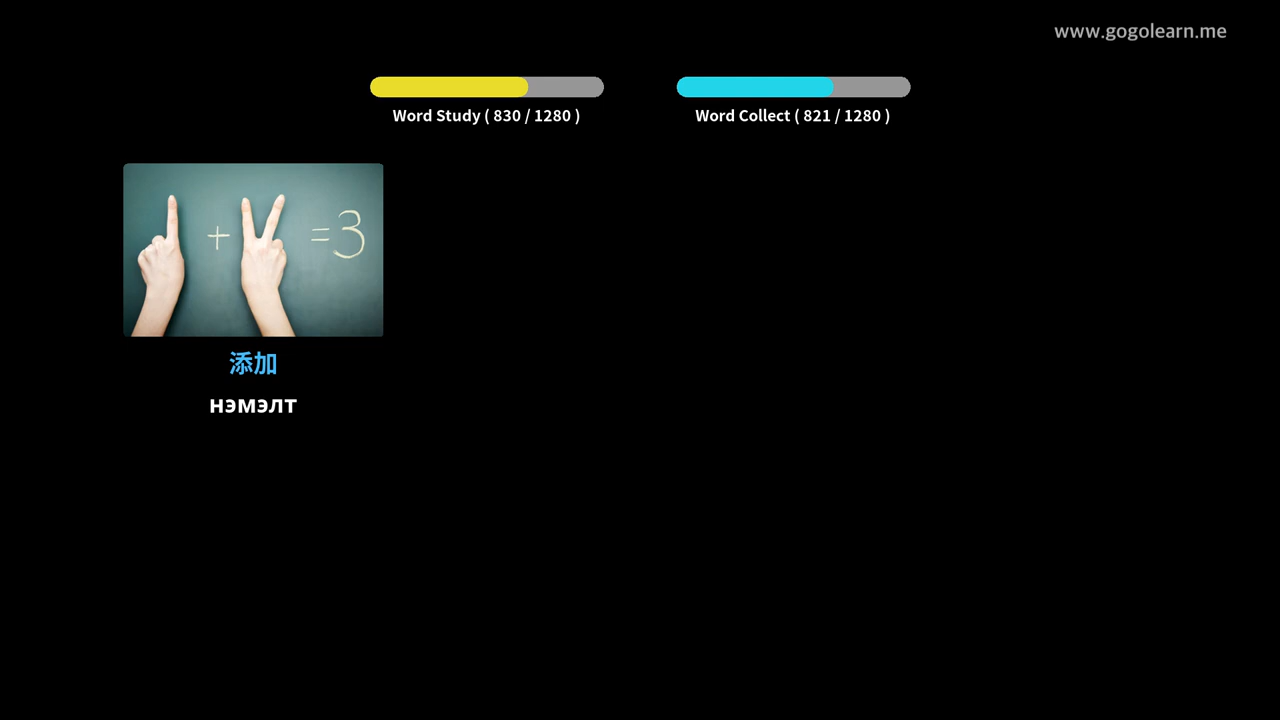 www.gogolearn.me
Word Study ( 830 / 1280 )
Word Collect ( 821 / 1280 )
+ =3
添加
нэмэлт